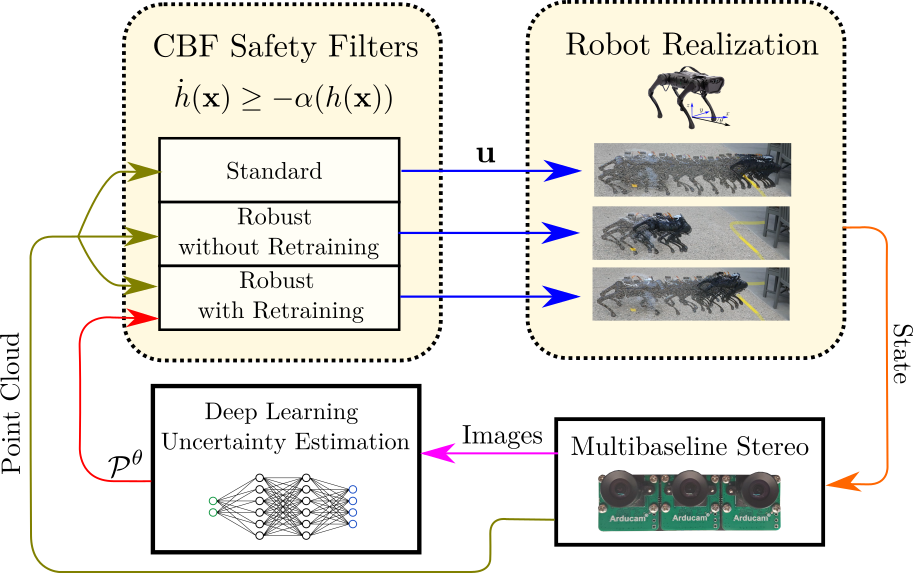 CBF Safety Filters
$\dot{h}(\mathbf{x}) \geq -\alpha(h(\mathbf{x}))$
Standard
Robust
without Retraining
Robust
with Retraining
u
Robot Realization
State
Point Cloud
$\mathcal{P}^{\theta}$
Deep Learning
Uncertainty Estimation
Images
Multibaseline Stereo
Arducam
Arducam
Arducam